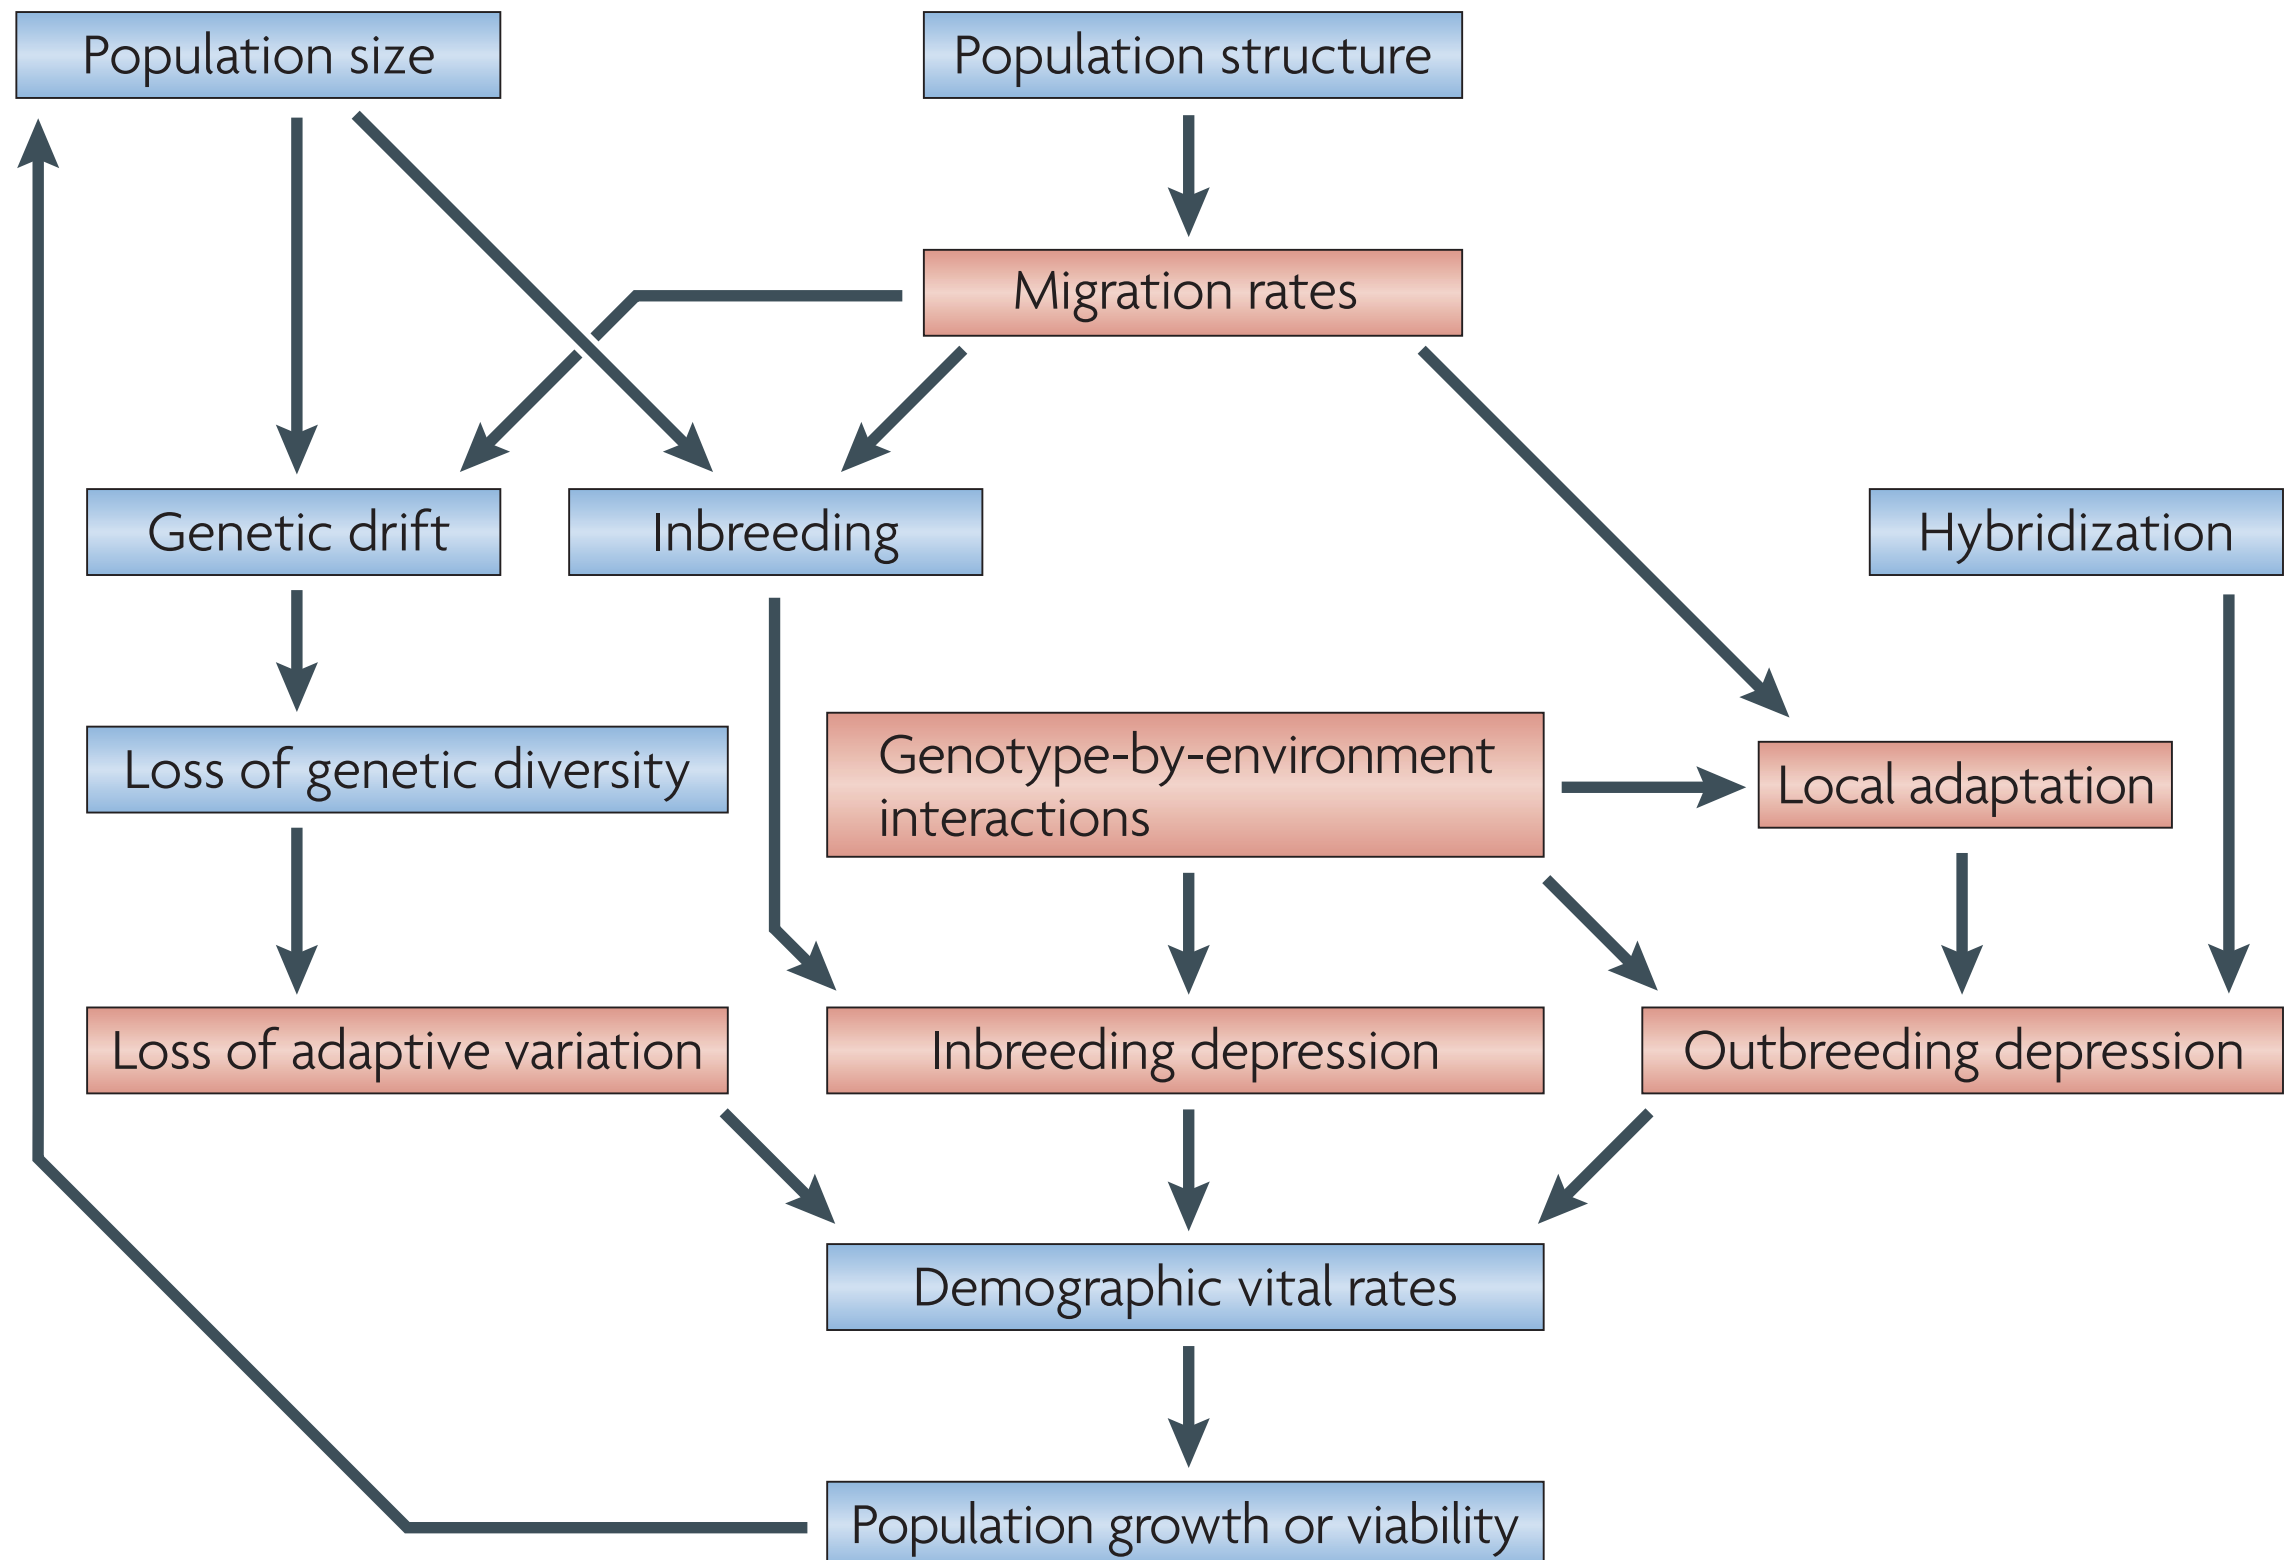 Population size
Population structure
Migration rates
Genetic drift
Inbreeding
Hybridization
Loss of genetic diversity
Genotype-by-environment
interactions
Local adaptation
Loss of adaptive variation
Inbreeding depression
Outbreeding depression
Demographic vital rates
Population growth or viability